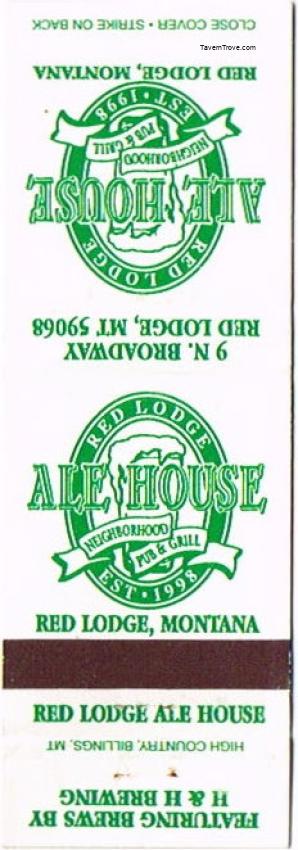 CLOSE COVER • STRIKE ON BACK
TavernTrove.com
RED LODGE, MONTANA
EST • 1998
NEIGHBORHOOD
PUB & GRILL
ALE HOUSE
RED LODGE
9 N. BROADWAY
RED LODGE, MT 59068
RED LODGE
ALE HOUSE
NEIGHBORHOOD
PUB & GRILL
EST • 1998
RED LODGE, MONTANA
RED LODGE ALE HOUSE
HIGH COUNTRY, BILLINGS, MT
FEATURING BREWS BY
H & H BREWING